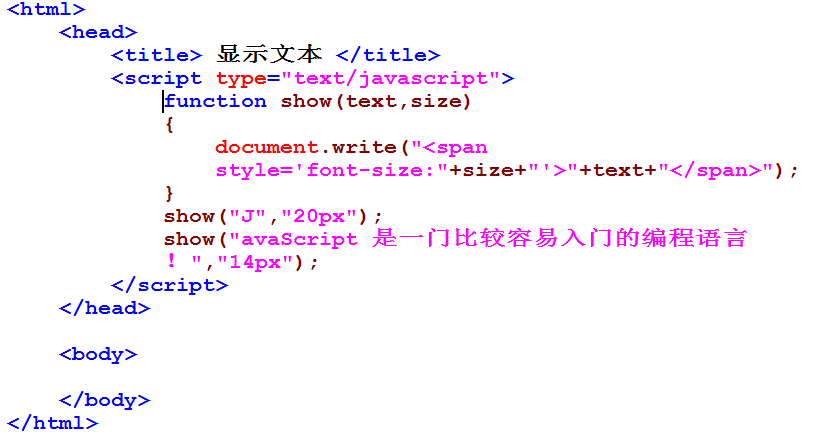 <html>
<head>
<title> 显示文本 </title>
<script type="text/javascript">
function show(text,size)
{
document.write("<span
style='font-size:"+size+"'>"+text+"</span>");
}
show("J","20px");
show("avaScript 是一门比较容易入门的编程语言
！","14px");
</script>
</head>
<body>
</body>
</html>